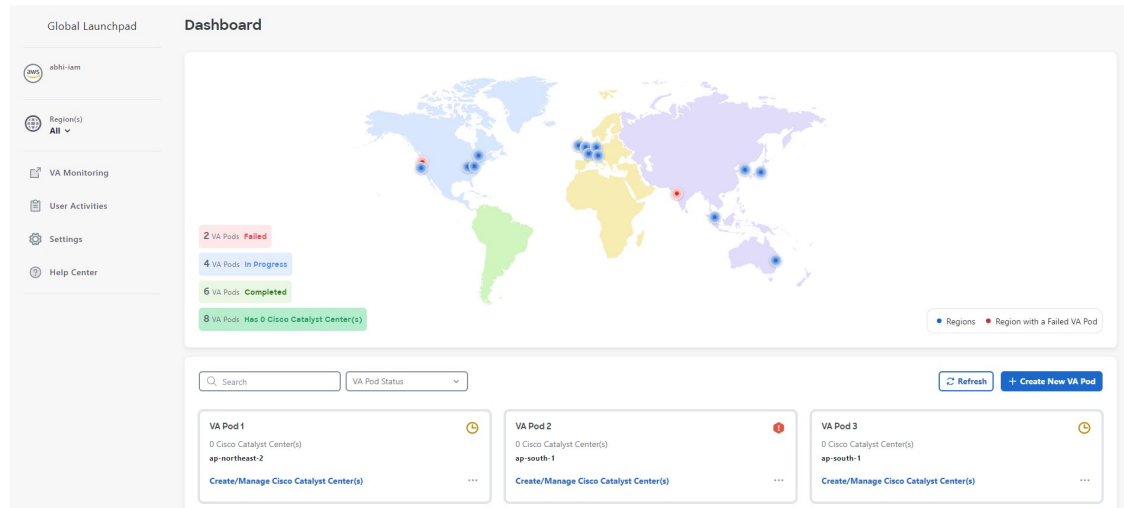 Global Launchpad
Dashboard
aws
abhi-iam
Region(s)
All
VA Monitoring
User Activities
Settings
Help Center
2 VA Pods Failed
4 VA Pods In Progress
6 VA Pods Completed
8 VA Pods Has 0 Cisco Catalyst Center(s)
Regions Region with a Failed VA Pod
Search VA Pod Status Refresh + Create New VA Pod
VA Pod 1
0 Cisco Catalyst Center(s)
ap-northeast-2
Create/Manage Cisco Catalyst Center(s) ...
VA Pod 2
0 Cisco Catalyst Center(s)
ap-south-1
Create/Manage Cisco Catalyst Center(s) ...
VA Pod 3
0 Cisco Catalyst Center(s)
ap-south-1
Create/Manage Cisco Catalyst Center(s) ...